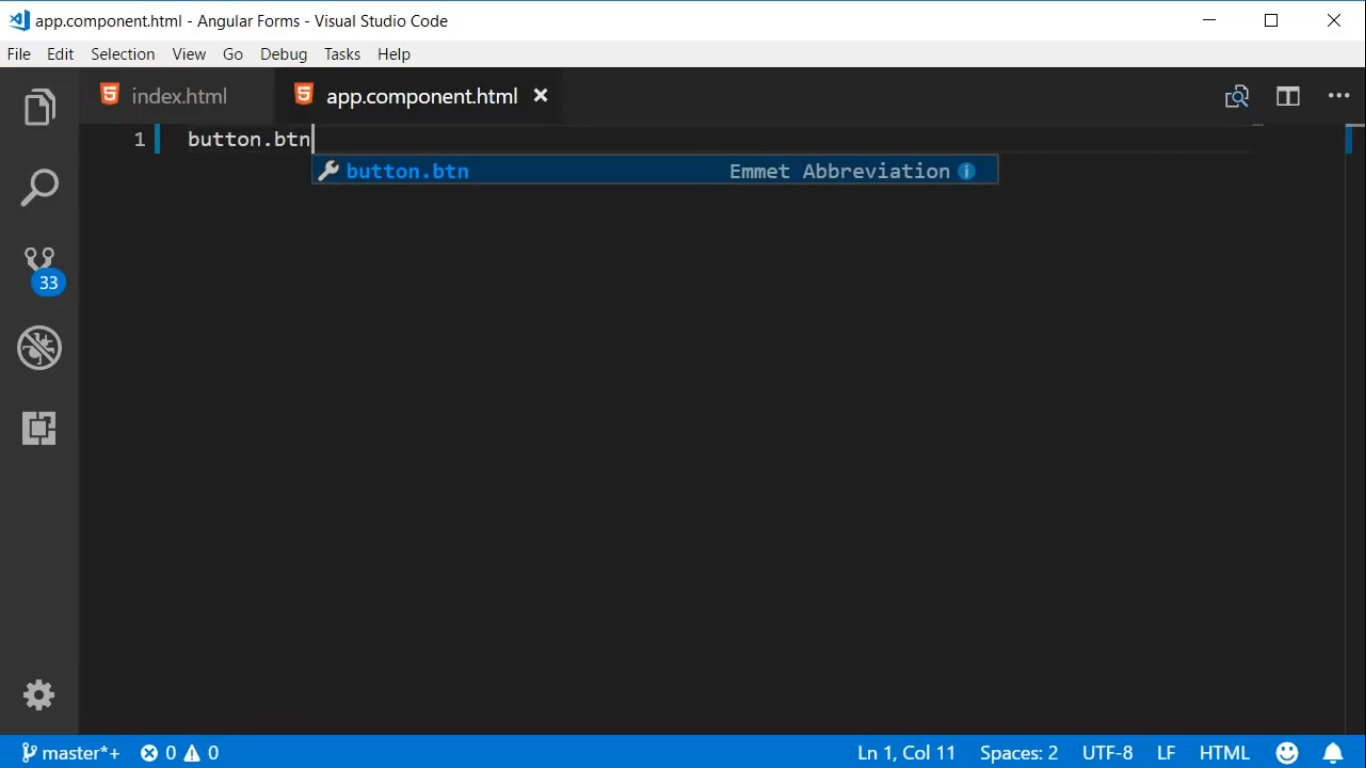 app.component.html - Angular Forms - Visual Studio Code
File Edit Selection View Go Debug Tasks Help
index.html app.component.html
1 button.btn
button.btn Emmet Abbreviation
33
master*+ 0 0 Ln 1, Col 11 Spaces: 2 UTF-8 LF HTML